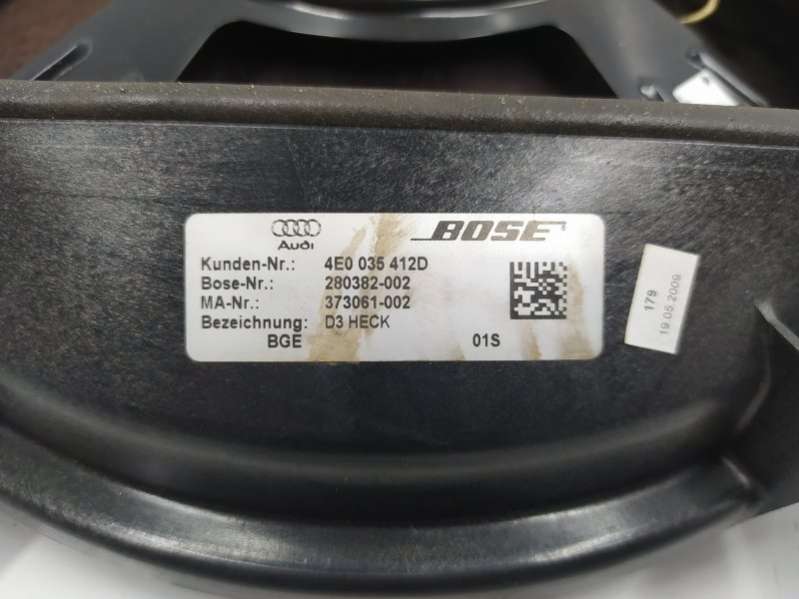 Audi
BOSE
Kunden-Nr.: 4E0 035 412D
Bose-Nr.: 280382-002
MA-Nr.: 373061-002
Bezeichnung: D3 HECK
BGE 01S
179
19.05.2009